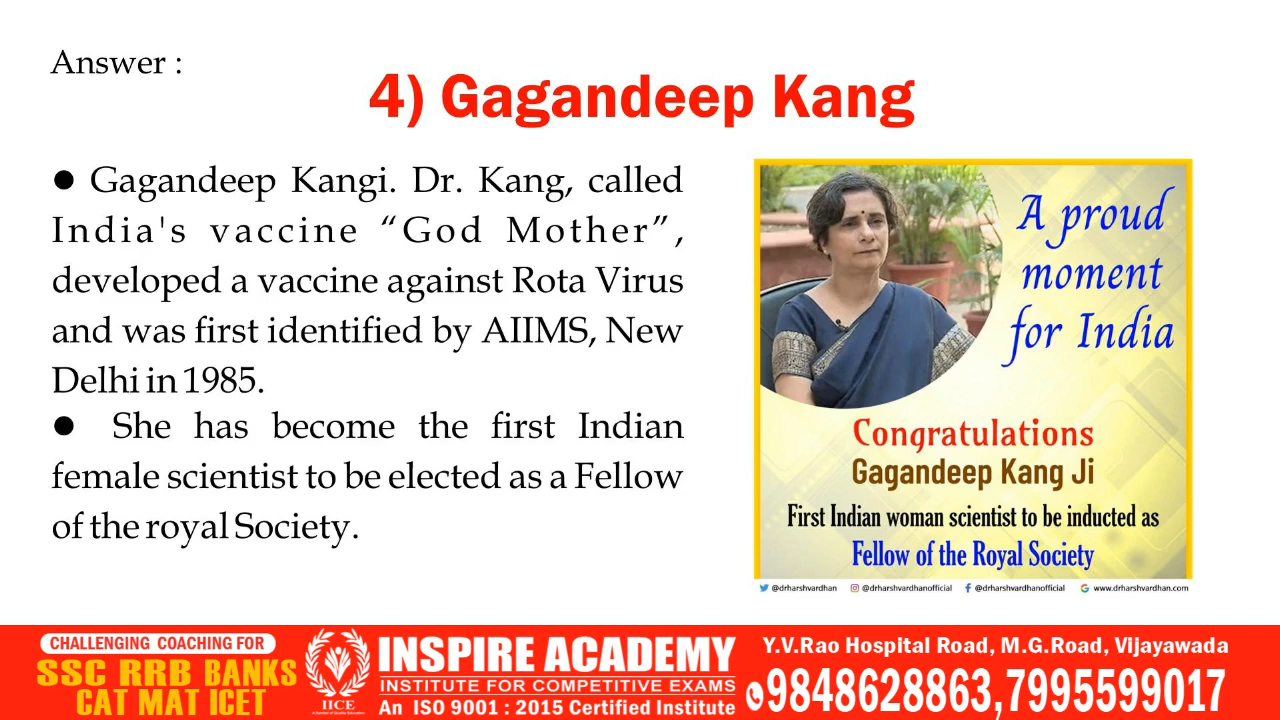 Answer :
4) Gagandeep Kang
● Gagandeep Kangi. Dr. Kang, called
India's vaccine “God Mother”,
developed a vaccine against Rota Virus
and was first identified by AIIMS, New
Delhi in 1985.
● She has become the first Indian
female scientist to be elected as a Fellow
of the royal Society.
A proud
moment
for India
Congratulations
Gagandeep Kang Ji
First Indian woman scientist to be inducted as
Fellow of the Royal Society
@drharshvardhan @drharshvardhanofficial @drharshvardhanofficial www.drharshvardhan.com
CHALLENGING COACHING FOR
SSC RRB BANKS
CAT MAT ICET
IICE
INSPIRE ACADEMY
INSTITUTE FOR COMPETITIVE EXAMS
An ISO 9001 : 2015 Certified Institute
Y.V.Rao Hospital Road, M.G.Road, Vijayawada
9848628863,7995599017